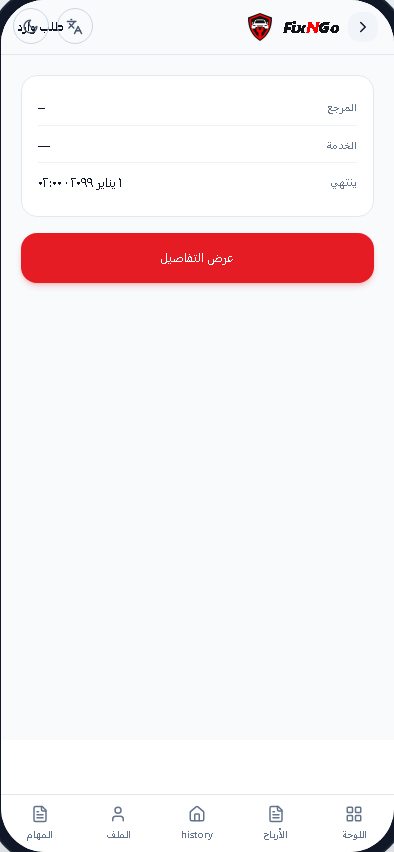 FixNGo
طلب وارد
المرجع
—
الخدمة
—
ينتهي
١ يناير ٢٠٩٩ · ٠٢:٠٠
عرض التفاصيل
اللوحة
الأرباح
history
الملف
المهام